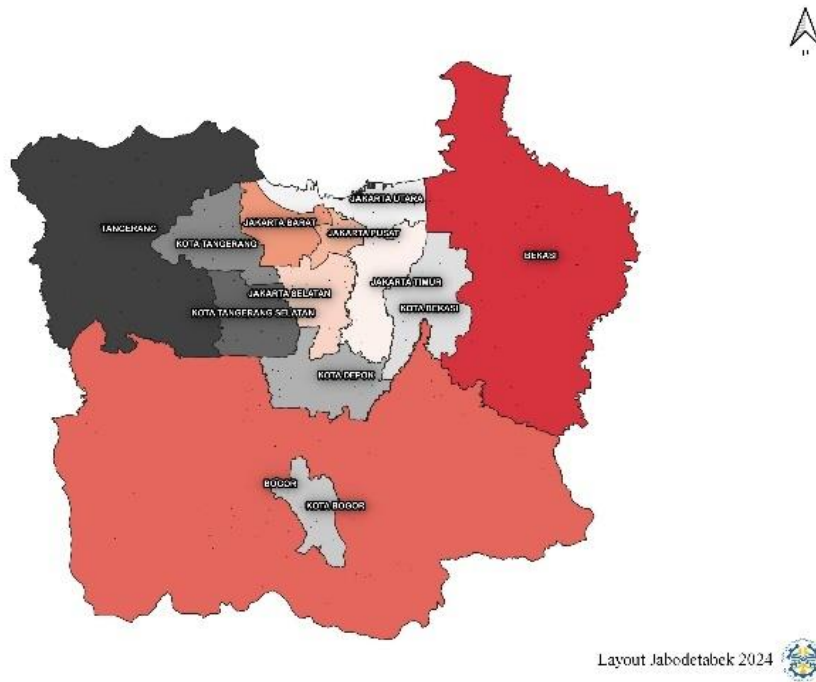 JAKARTA UTARA
JAKARTA BARAT
TANGERANG
JAKARTA PUSAT
KOTA TANGERANG
BEKASI
JAKARTA TIMUR
JAKARTA SELATAN
KOTA BEKASI
KOTA TANGERANG SELATAN
KOTA DEPOK
BOGOR
KOTA BOGOR
Layout Jabodetabek 2024